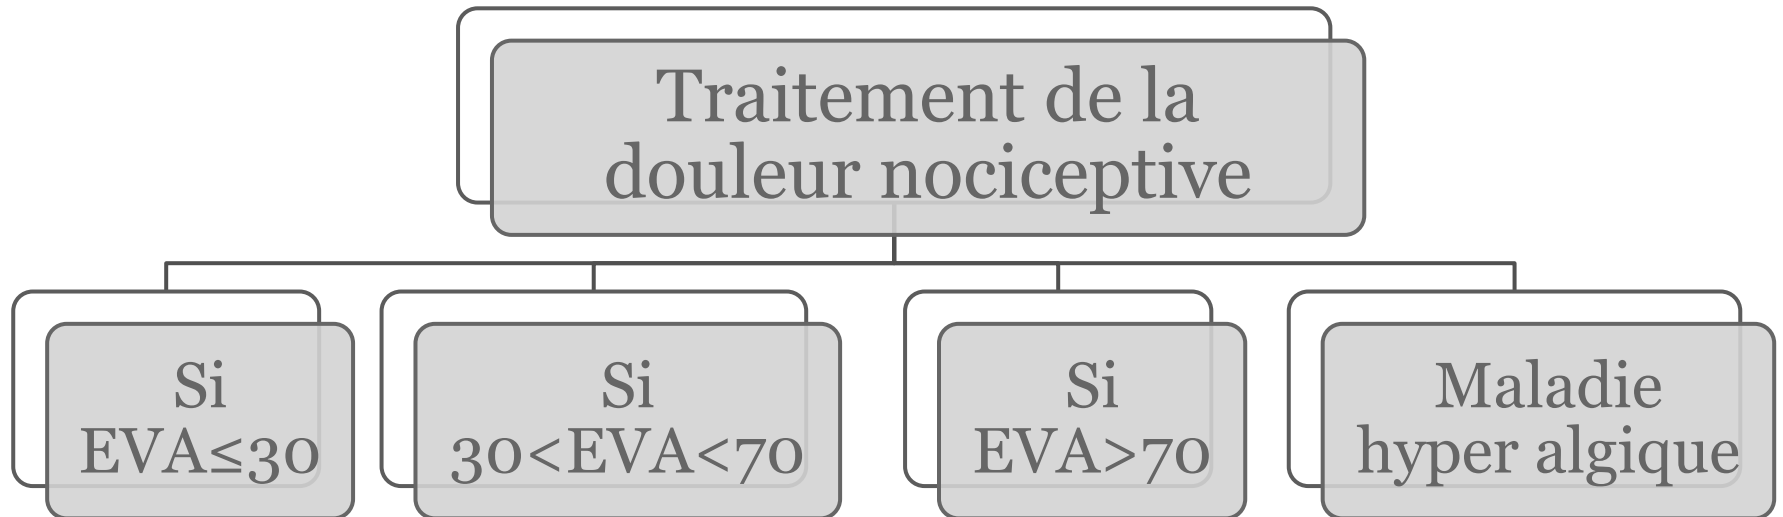 Traitement de la
douleur nociceptive
Si
EVA≤30
Si
30<EVA<70
Si
EVA>70
Maladie
hyper algique